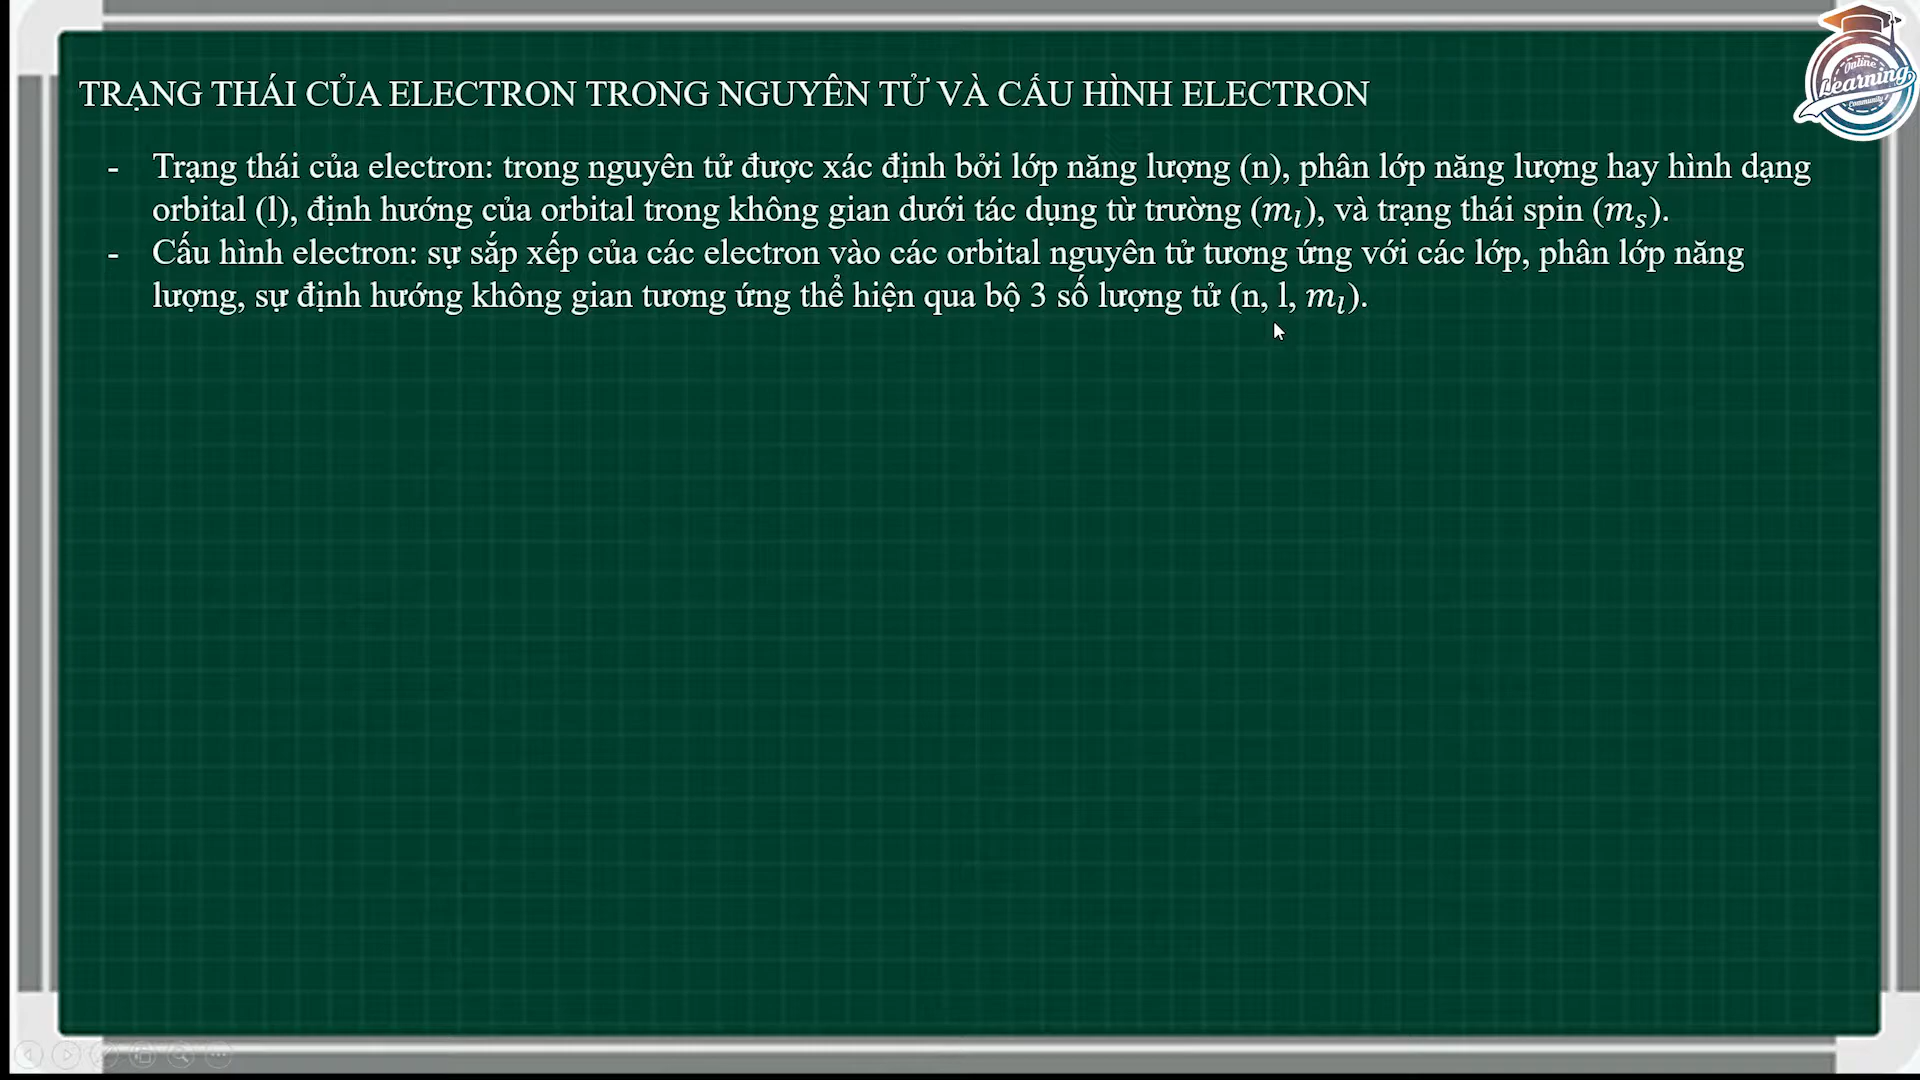 TRẠNG THÁI CỦA ELECTRON TRONG NGUYÊN TỬ VÀ CẤU HÌNH ELECTRON
- Trạng thái của electron: trong nguyên tử được xác định bởi lớp năng lượng (n), phân lớp năng lượng hay hình dạng
orbital (l), định hướng của orbital trong không gian dưới tác dụng từ trường (mₗ), và trạng thái spin (mₛ).
- Cấu hình electron: sự sắp xếp của các electron vào các orbital nguyên tử tương ứng với các lớp, phân lớp năng
lượng, sự định hướng không gian tương ứng thể hiện qua bộ 3 số lượng tử (n, l, mₗ).
Online
Learning
Community